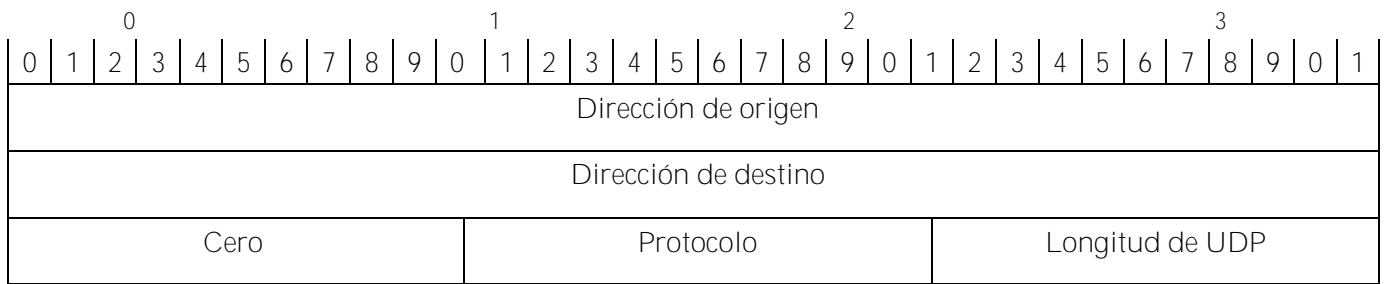 0 1 2 3
0 1 2 3 4 5 6 7 8 9 0 1 2 3 4 5 6 7 8 9 0 1 2 3 4 5 6 7 8 9 0 1
Dirección de origen
Dirección de destino
Cero Protocolo Longitud de UDP